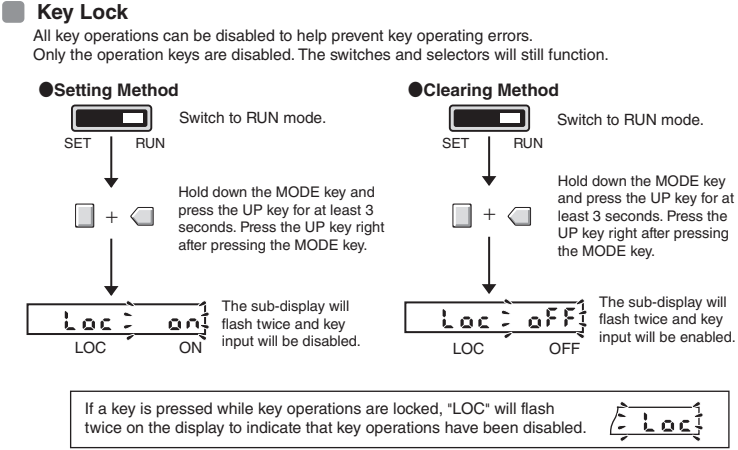 Key Lock
All key operations can be disabled to help prevent key operating errors.
Only the operation keys are disabled. The switches and selectors will still function.
●Setting Method
SET RUN
Switch to RUN mode.
+
Hold down the MODE key and
press the UP key for at least 3
seconds. Press the UP key right
after pressing the MODE key.
Loc on
LOC ON
The sub-display will
flash twice and key
input will be disabled.
●Clearing Method
SET RUN
Switch to RUN mode.
+
Hold down the MODE key
and press the UP key for at
least 3 seconds. Press the
UP key right after pressing
the MODE key.
Loc oFF
LOC OFF
The sub-display will
flash twice and key
input will be enabled.
If a key is pressed while key operations are locked, "LOC" will flash
twice on the display to indicate that key operations have been disabled.
Loc